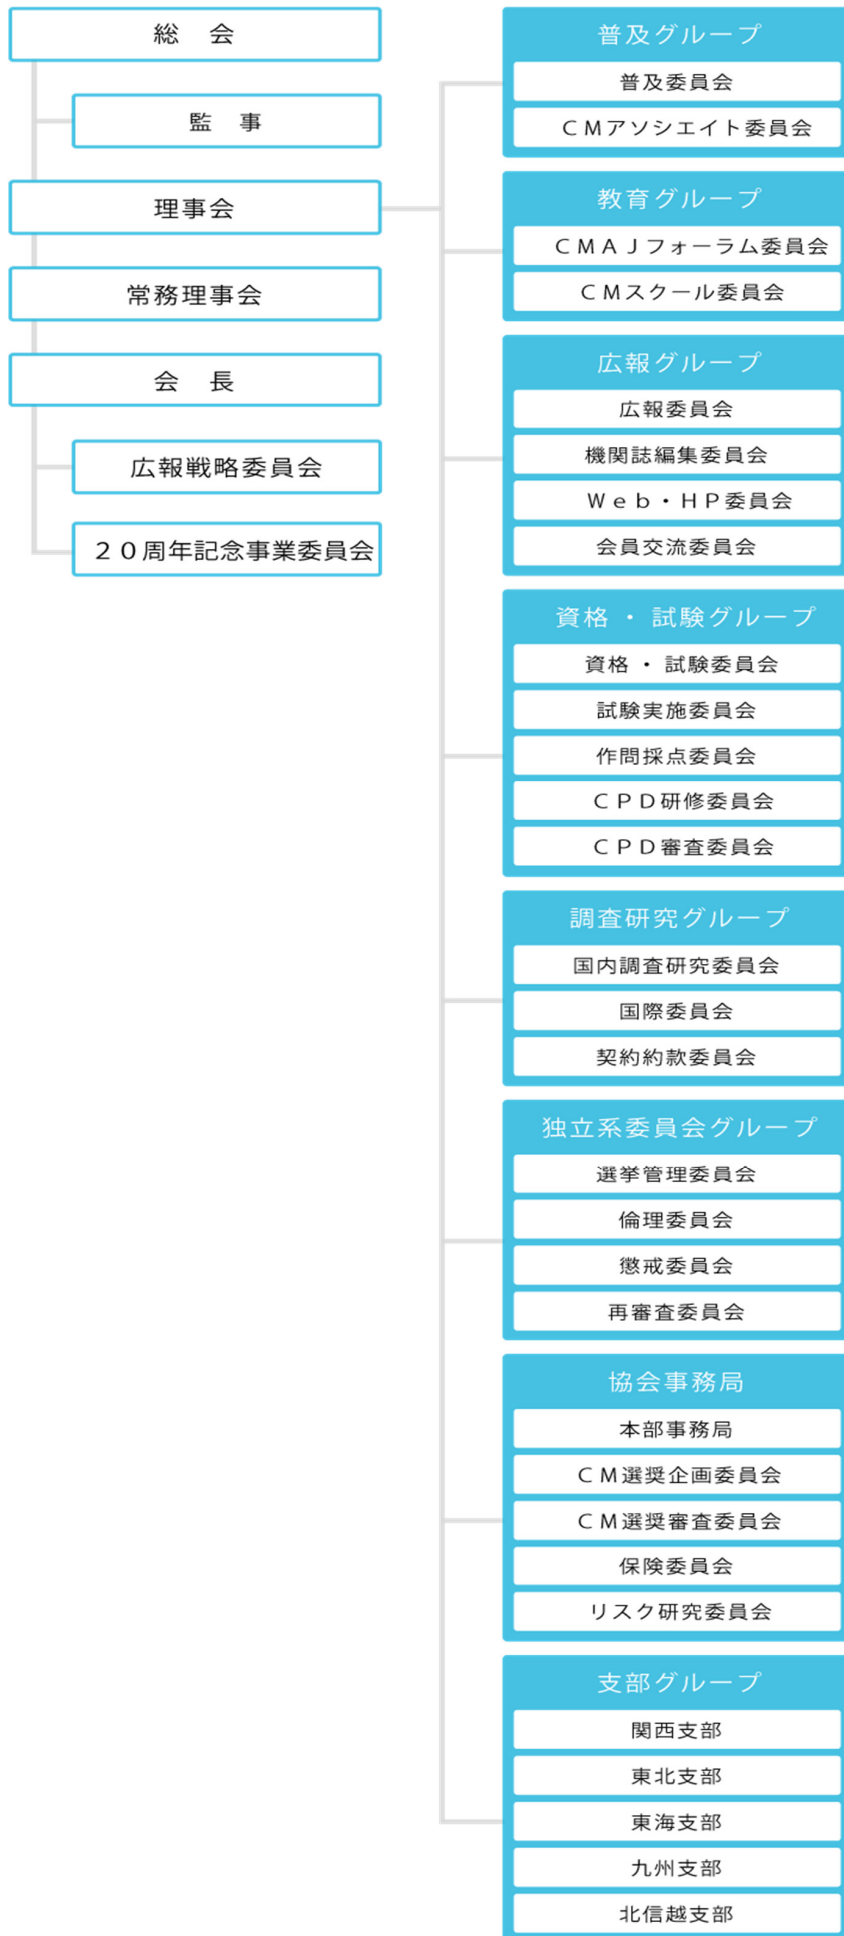 総　会
監　事
理事会
常務理事会
会　長
広報戦略委員会
２０周年記念事業委員会
普及グループ
普及委員会
ＣＭアソシエイト委員会
教育グループ
ＣＭＡＪフォーラム委員会
ＣＭスクール委員会
広報グループ
広報委員会
機関誌編集委員会
Ｗｅｂ・ＨＰ委員会
会員交流委員会
資格 ・ 試験グループ
資格 ・ 試験委員会
試験実施委員会
作問採点委員会
ＣＰＤ研修委員会
ＣＰＤ審査委員会
調査研究グループ
国内調査研究委員会
国際委員会
契約約款委員会
独立系委員会グループ
選挙管理委員会
倫理委員会
懲戒委員会
再審査委員会
協会事務局
本部事務局
ＣＭ選奨企画委員会
ＣＭ選奨審査委員会
保険委員会
リスク研究委員会
支部グループ
関西支部
東北支部
東海支部
九州支部
北信越支部